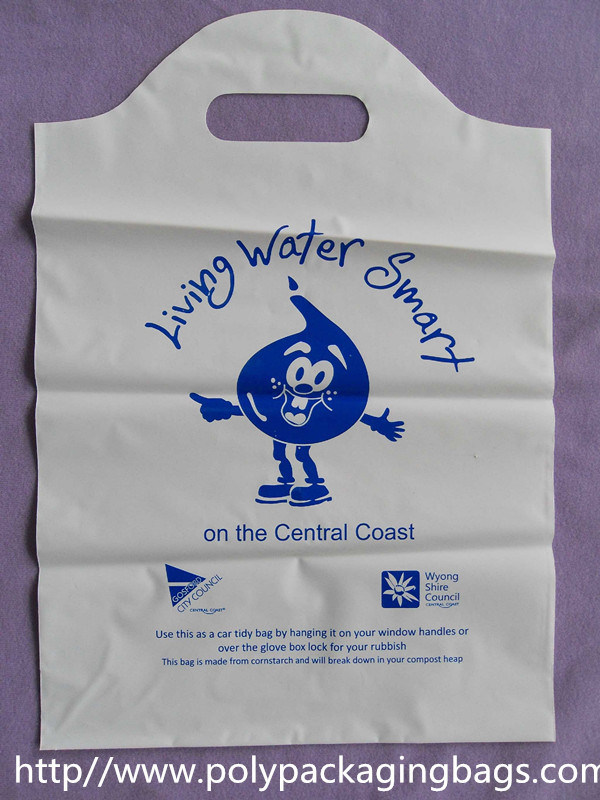 Living Water Smart
on the Central Coast
GOSFORD
CITY COUNCIL
CENTRAL COAST
Wyong
Shire
Council
CENTRAL COAST
Use this as a car tidy bag by hanging it on your window handles or
over the glove box lock for your rubbish
This bag is made from cornstarch and will break down in your compost heap
http://www.polypackagingbags.com